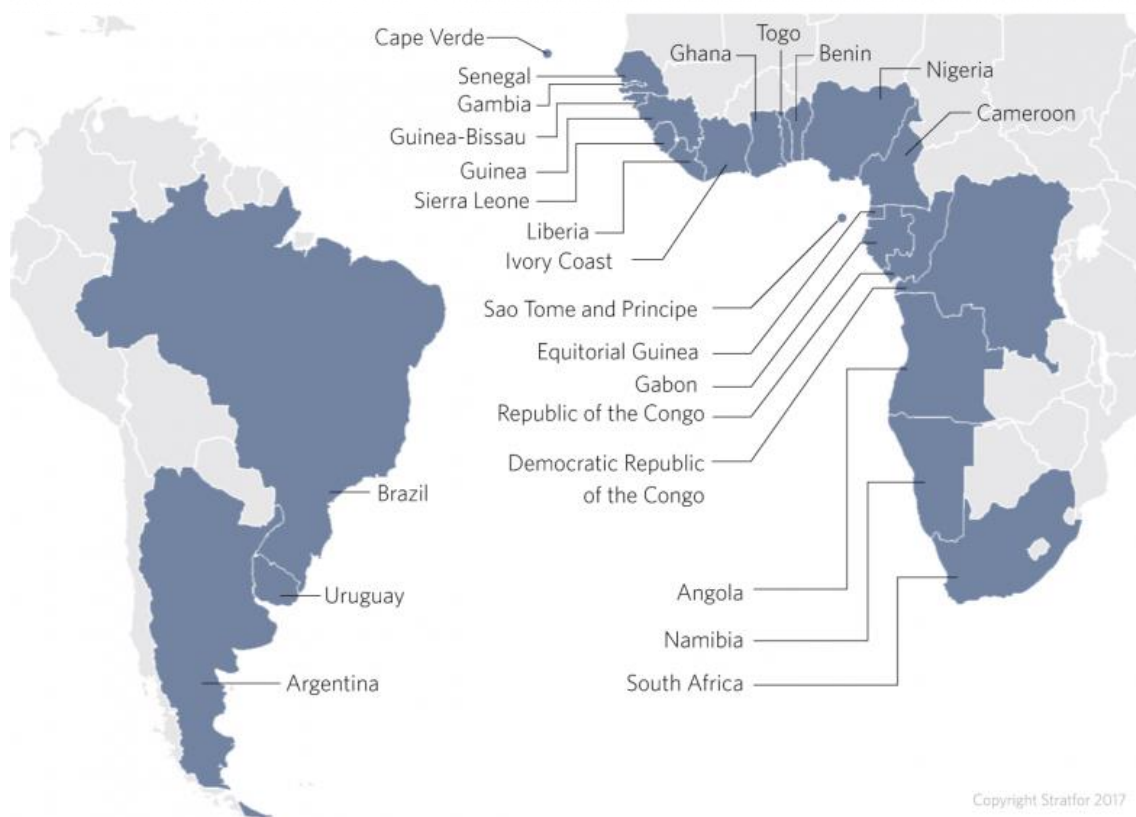 Cape Verde
Togo
Ghana
Benin
Senegal
Nigeria
Gambia
Cameroon
Guinea-Bissau
Guinea
Sierra Leone
Liberia
Ivory Coast
Sao Tome and Principe
Equitorial Guinea
Gabon
Republic of the Congo
Democratic Republic
of the Congo
Brazil
Angola
Uruguay
Namibia
Argentina
South Africa
Copyright Stratfor 2017